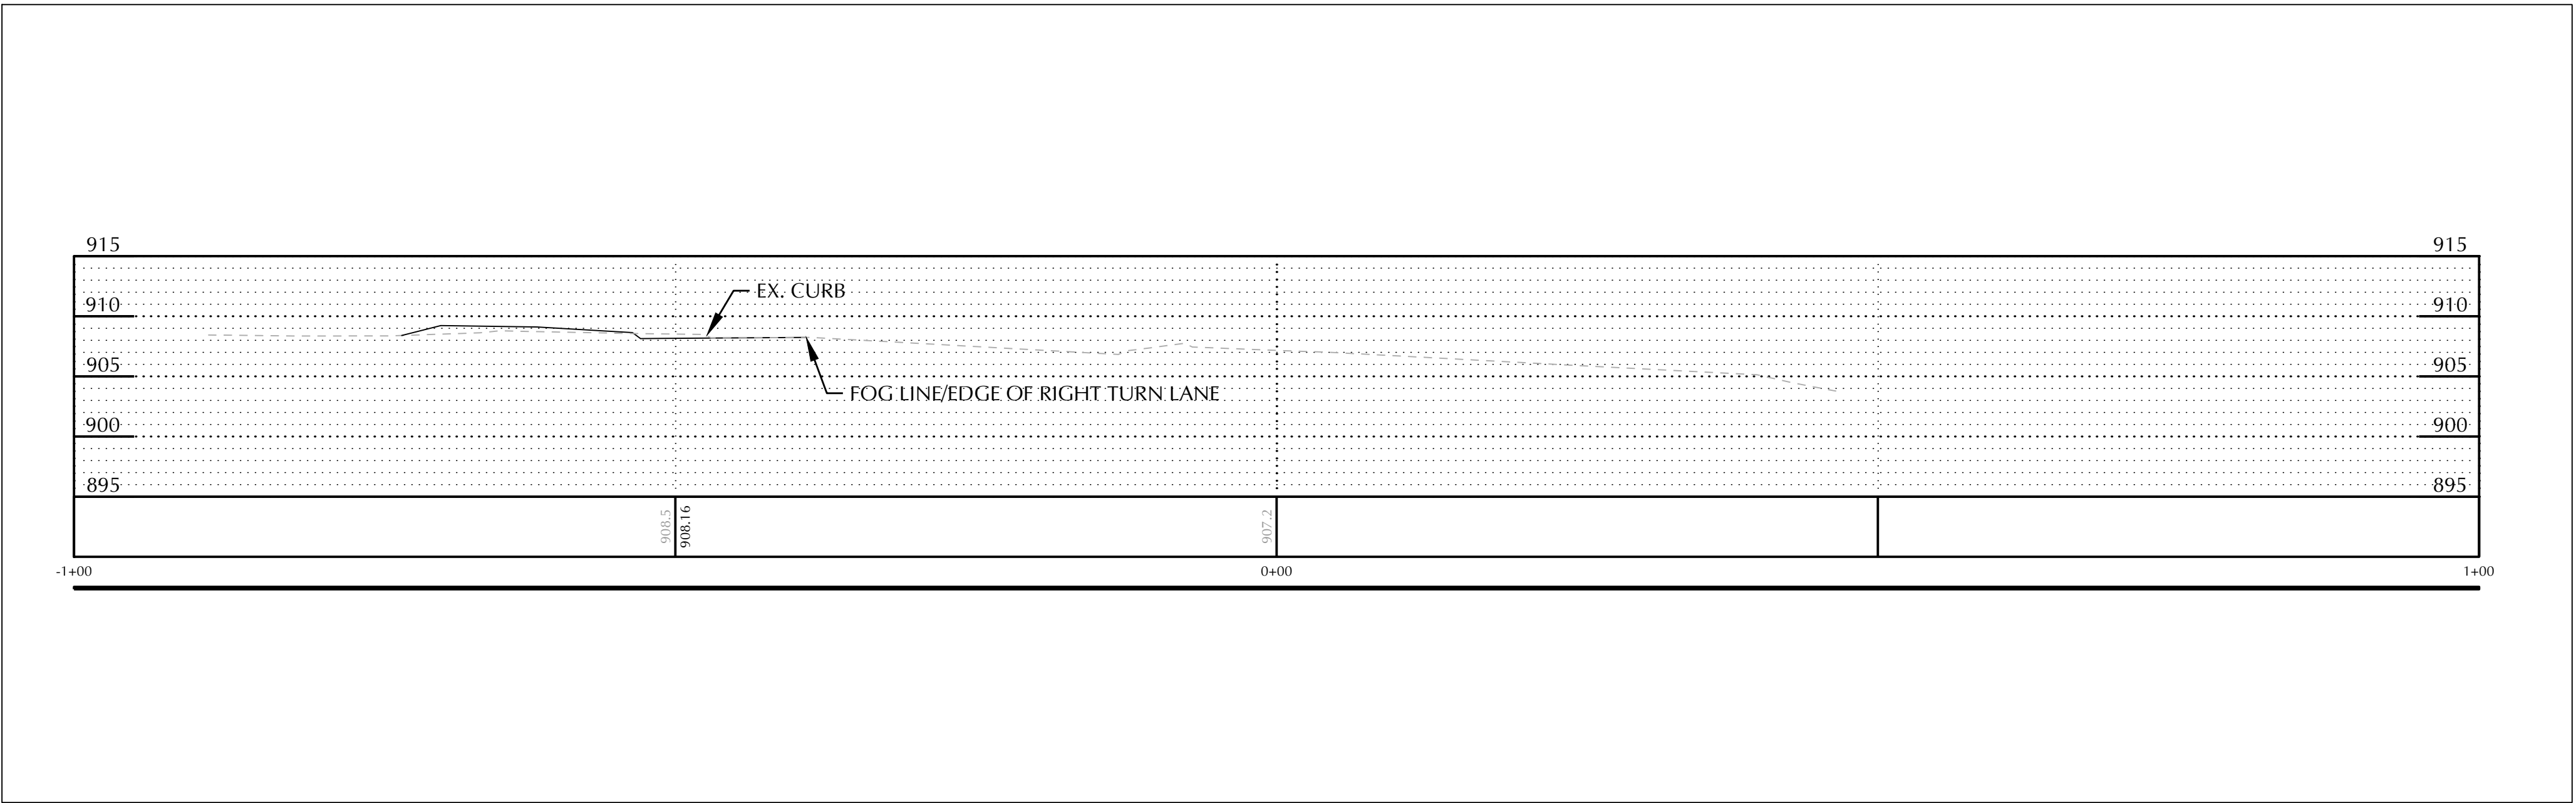 915 915
EX. CURB
910 910
905 905
FOG LINE/EDGE OF RIGHT TURN LANE
900 900
895 895
908.5 908.16 907.2
-1+00 0+00 1+00